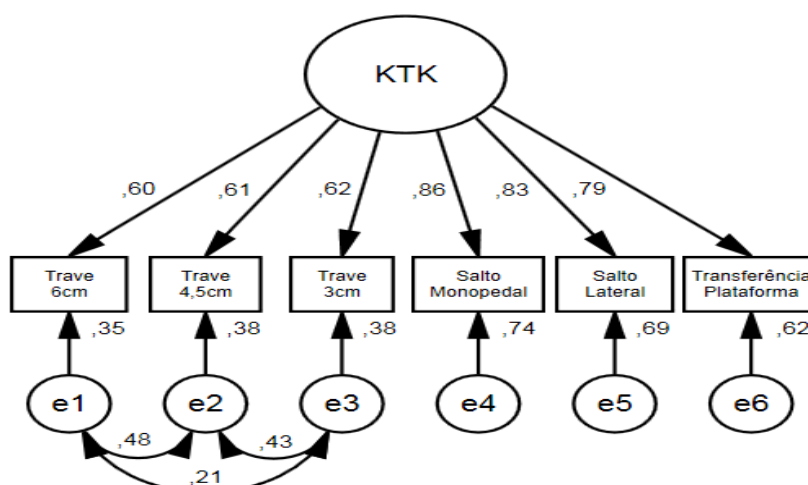 KTK
,60 ,61 ,62 ,86 ,83 ,79
Trave
6cm
Trave
4,5cm
Trave
3cm
Salto
Monopedal
Salto
Lateral
Transferência
Plataforma
,35 ,38 ,38 ,74 ,69 ,62
e1 e2 e3 e4 e5 e6
,48 ,43
,21